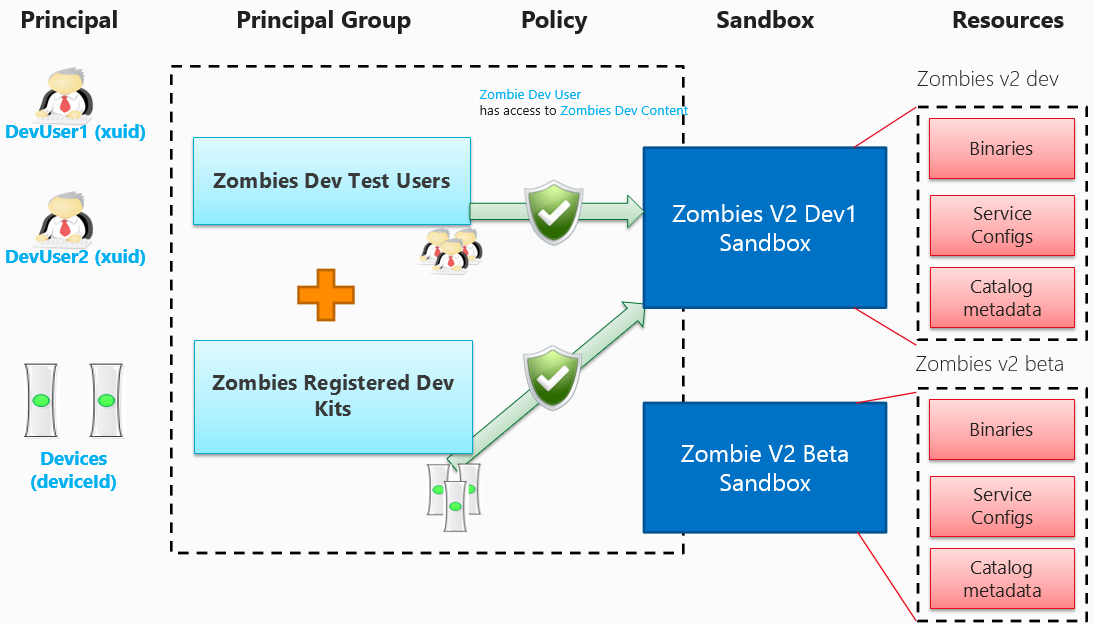 Principal
Principal Group
Policy
Sandbox
Resources
DevUser1 (xuid)
DevUser2 (xuid)
Devices
(deviceId)
Zombies Dev Test Users
Zombies Registered Dev
Kits
Zombie Dev User
has access to Zombies Dev Content
Zombies V2 Dev1
Sandbox
Zombie V2 Beta
Sandbox
Zombies v2 dev
Binaries
Service
Configs
Catalog
metadata
Zombies v2 beta
Binaries
Service
Configs
Catalog
metadata